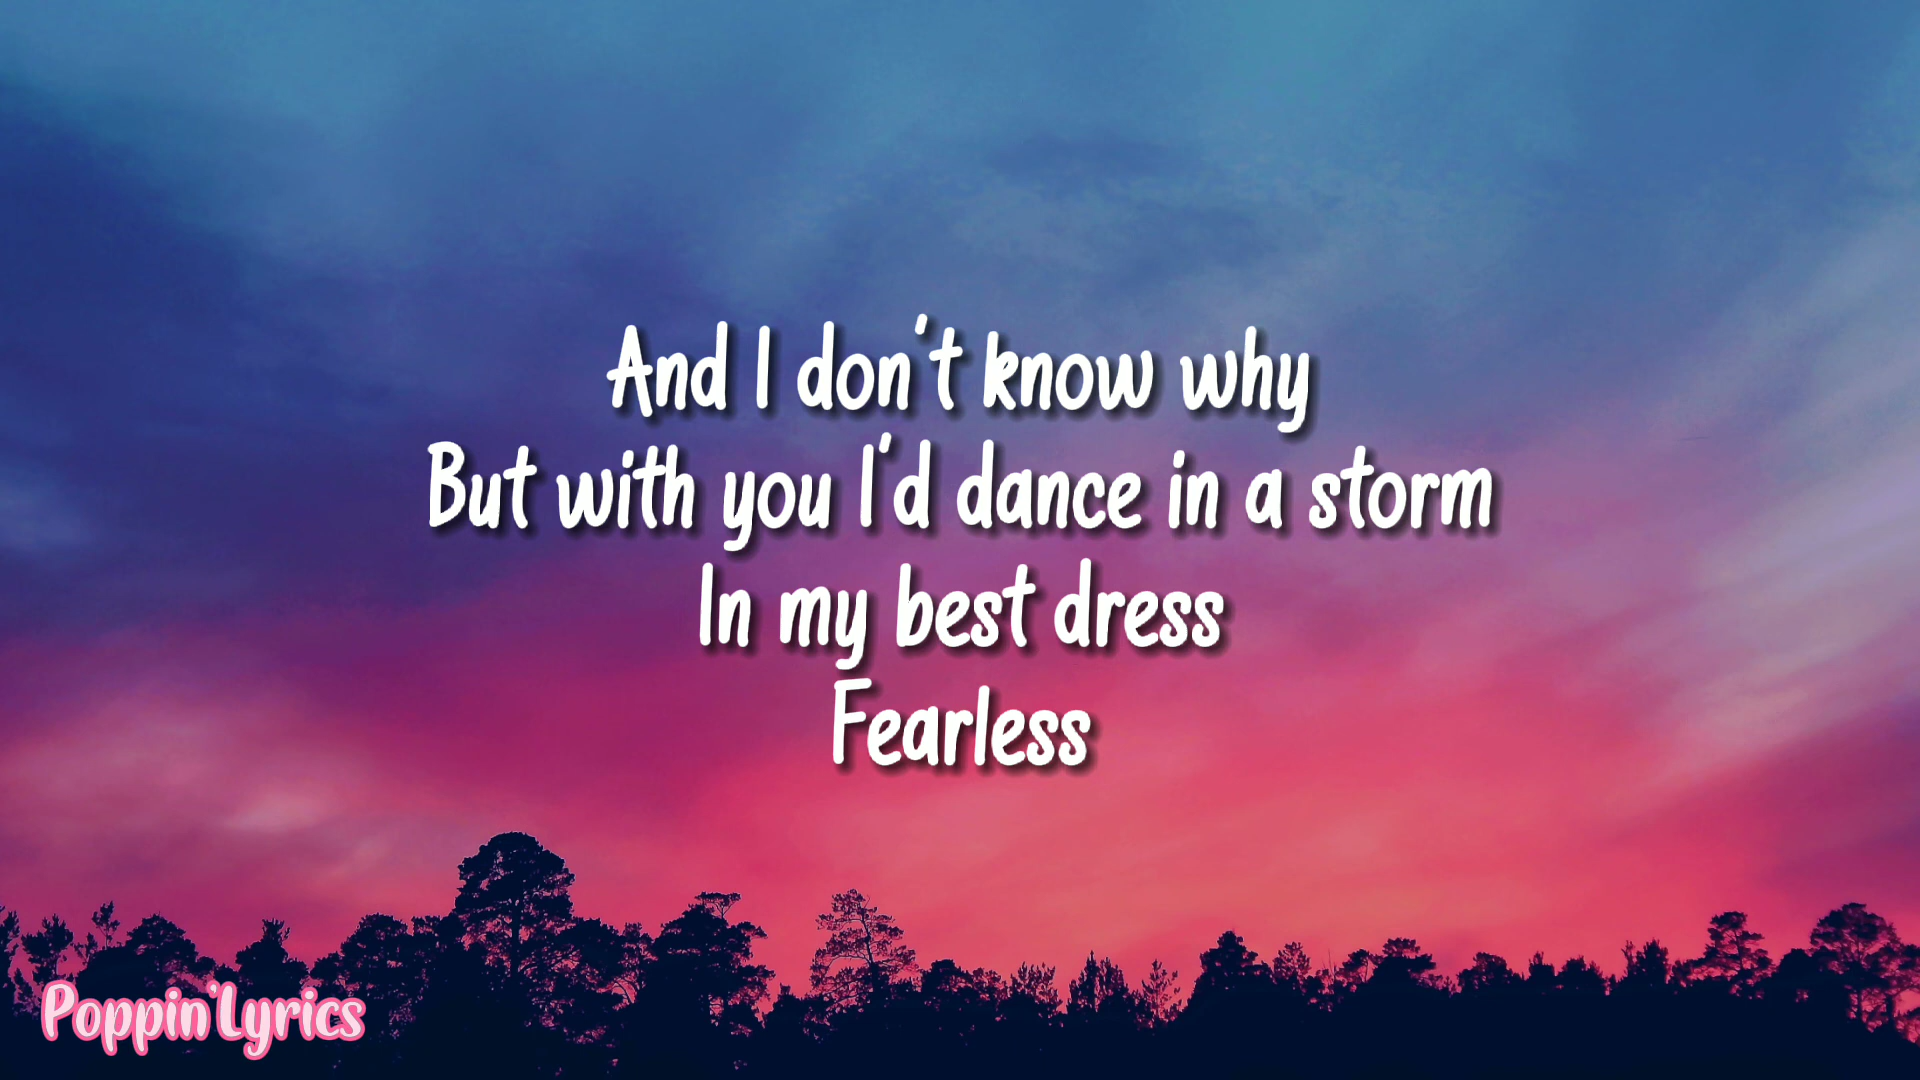 And I don't know why
But with you I'd dance in a storm
In my best dress
Fearless
Poppin'Lyrics